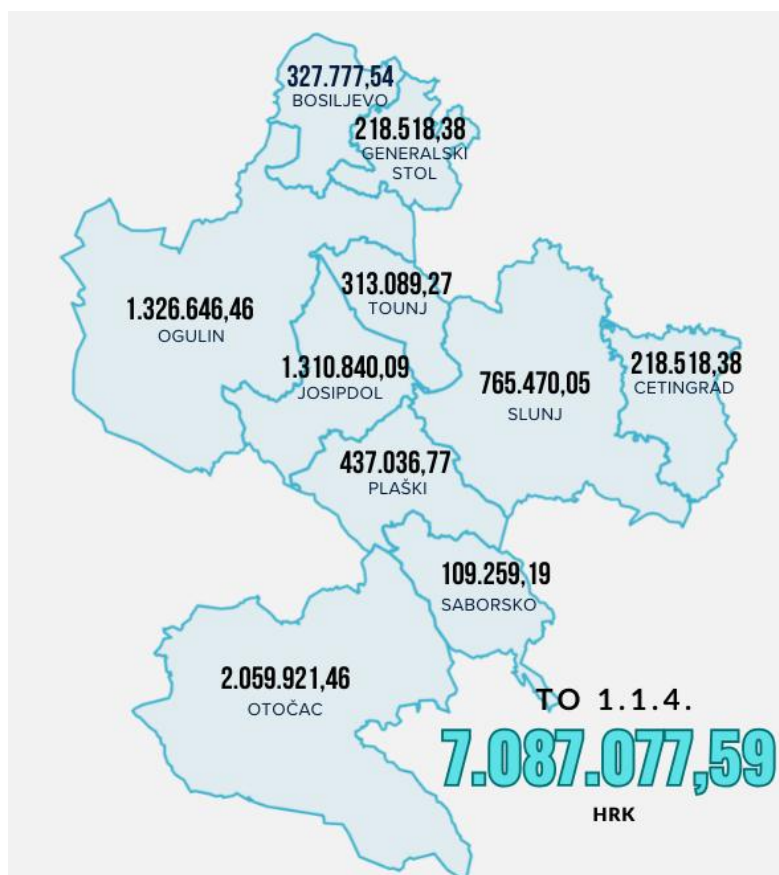 327.777,54
BOSILJEVO
218.518,38
GENERALSKI
STOL
313.089,27
TOUNJ
1.326.646,46
OGULIN
1.310.840,09
JOSIPDOL
765.470,05
SLUNJ
218.518,38
CETINGRAD
437.036,77
PLAŠKI
109.259,19
SABORSKO
2.059.921,46
OTOČAC
TO 1.1.4.
7.087.077,59
HRK